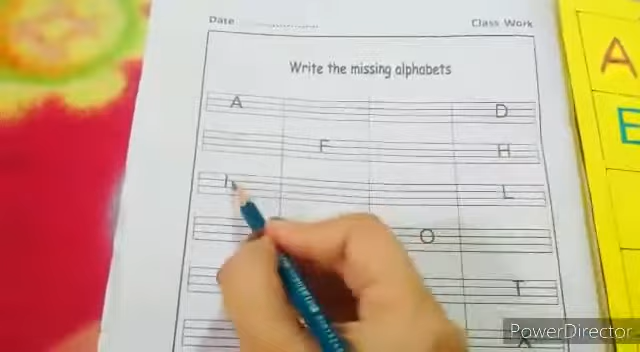 Date ................ Class Work
Write the missing alphabets
A D
F H
I L
O
T
X
A
E
PowerDirector